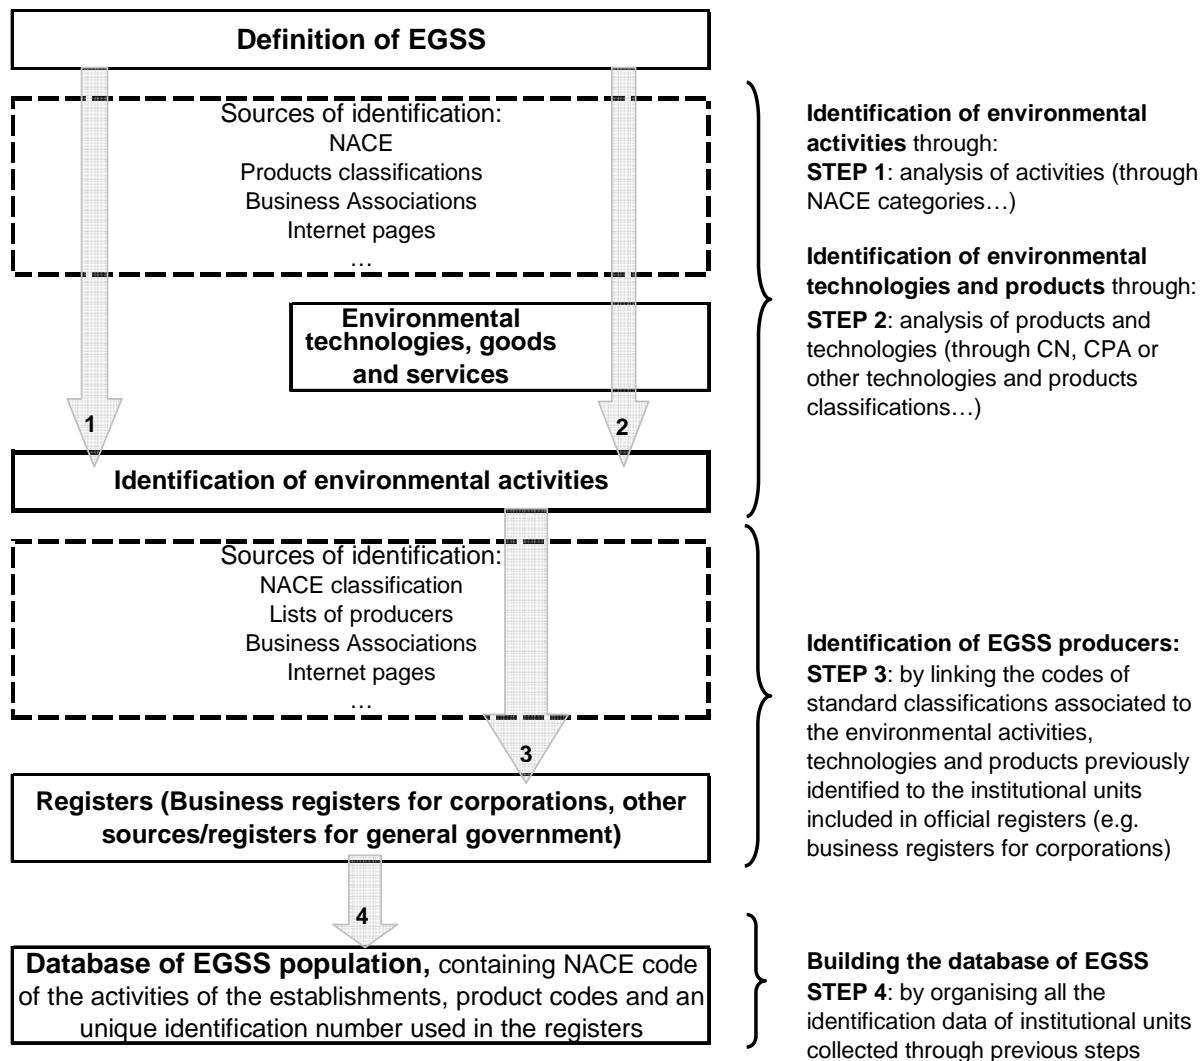 Definition of EGSS
Sources of identification:
NACE
Products classifications
Business Associations
Internet pages
…
Environmental
technologies, goods
and services
1
2
Identification of environmental activities
Sources of identification:
NACE classification
Lists of producers
Business Associations
Internet pages
…
3
Registers (Business registers for corporations, other
sources/registers for general government)
4
Database of EGSS population, containing NACE code
of the activities of the establishments, product codes and an
unique identification number used in the registers
Identification of environmental
activities through:
STEP 1: analysis of activities (through
NACE categories…)
Identification of environmental
technologies and products through:
STEP 2: analysis of products and
technologies (through CN, CPA or
other technologies and products
classifications…)
Identification of EGSS producers:
STEP 3: by linking the codes of
standard classifications associated to
the environmental activities,
technologies and products previously
identified to the institutional units
included in official registers (e.g.
business registers for corporations)
Building the database of EGSS
STEP 4: by organising all the
identification data of institutional units
collected through previous steps